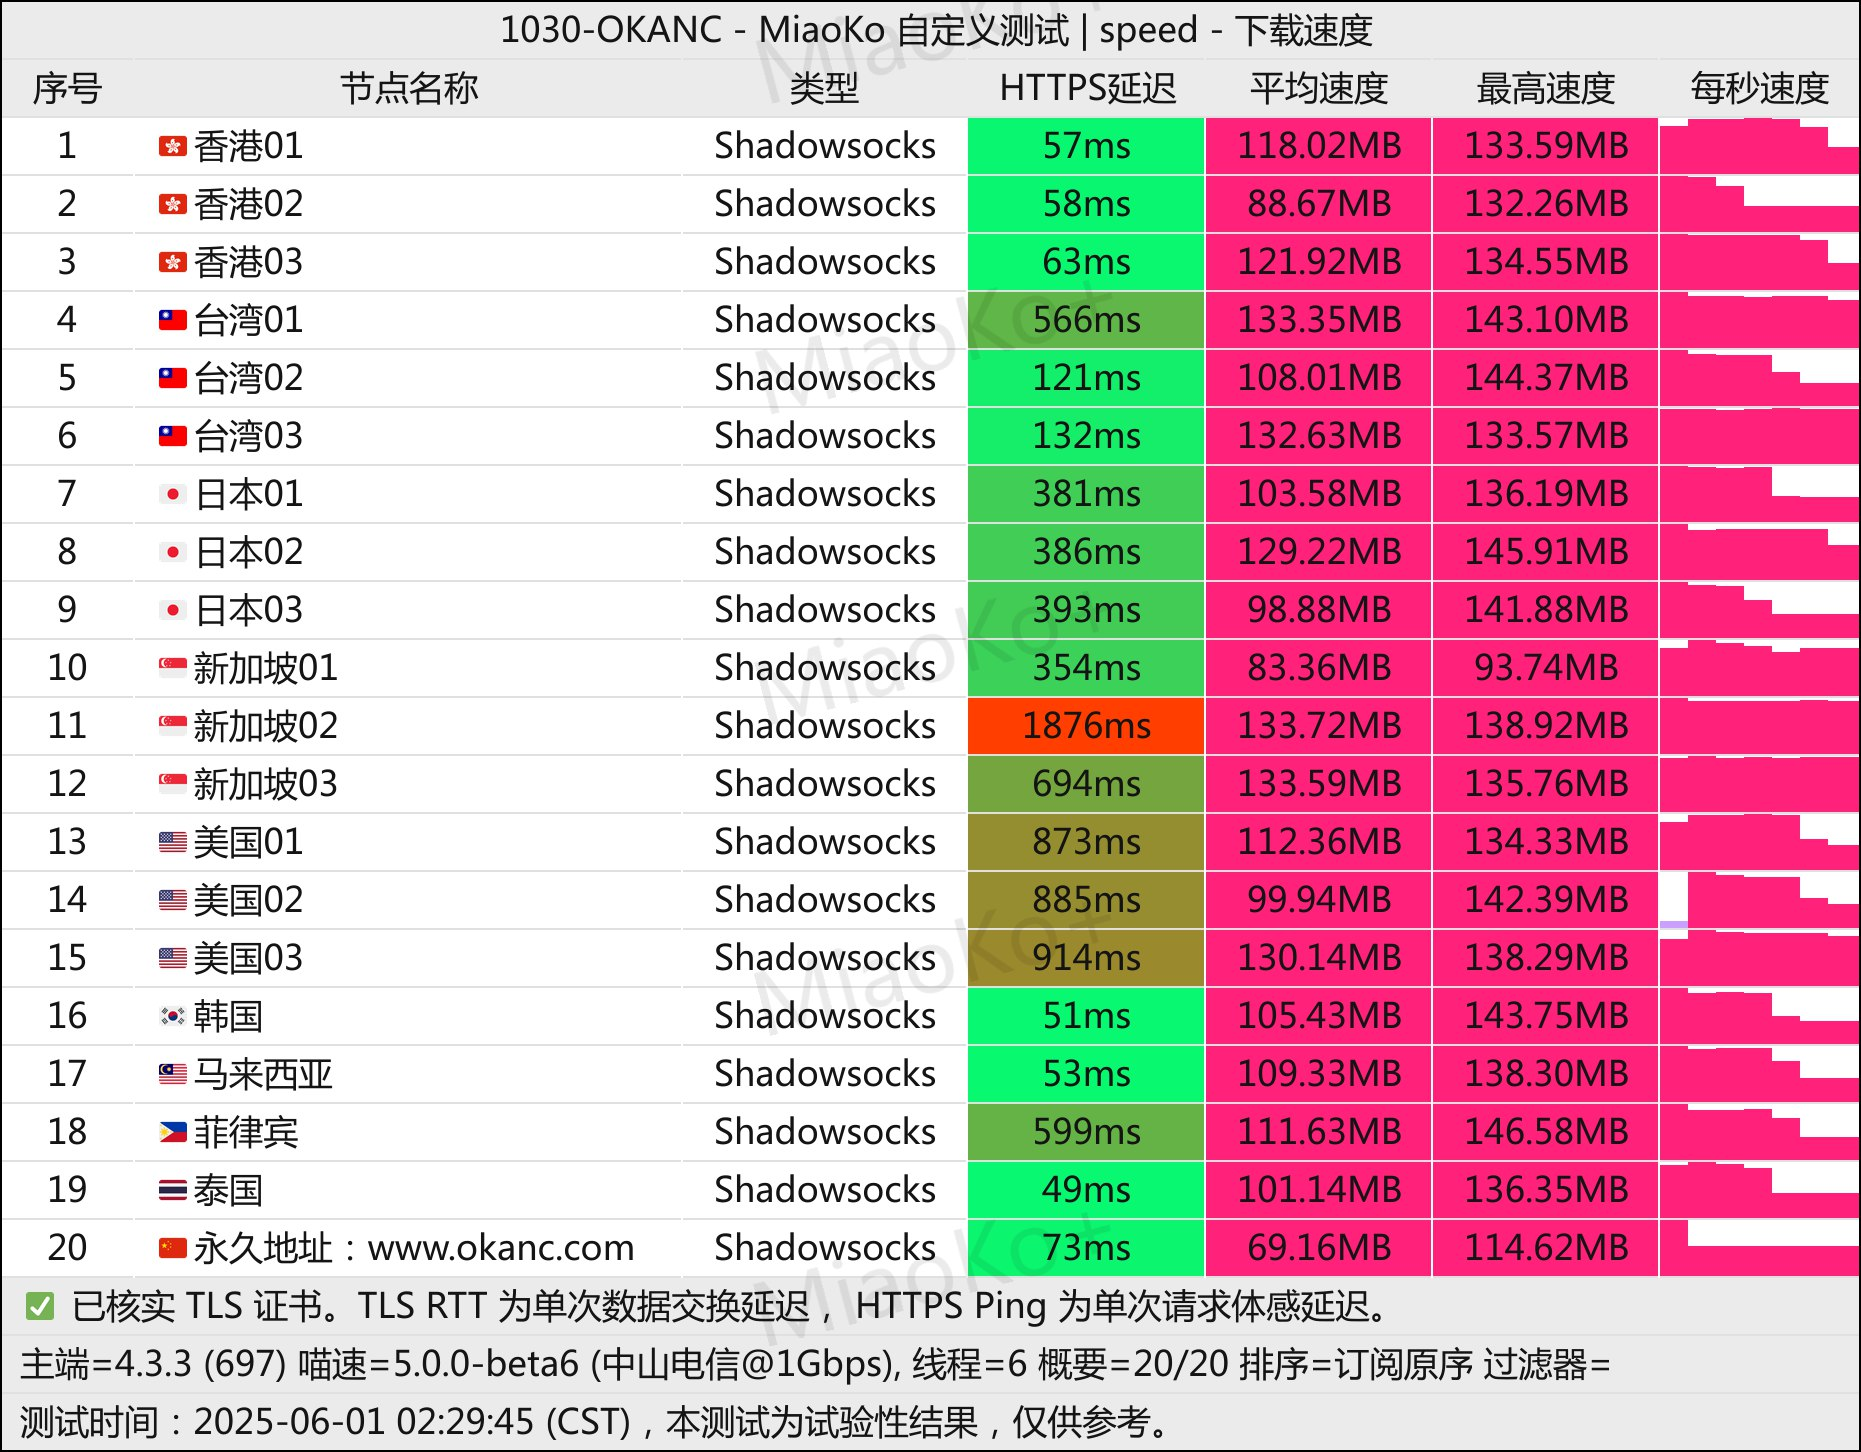 1030-OKANC - MiaoKo 自定义测试 | speed - 下载速度
序号 节点名称 类型 HTTPS延迟 平均速度 最高速度 每秒速度
1 香港01 Shadowsocks 57ms 118.02MB 133.59MB
2 香港02 Shadowsocks 58ms 88.67MB 132.26MB
3 香港03 Shadowsocks 63ms 121.92MB 134.55MB
4 台湾01 Shadowsocks 566ms 133.35MB 143.10MB
5 台湾02 Shadowsocks 121ms 108.01MB 144.37MB
6 台湾03 Shadowsocks 132ms 132.63MB 133.57MB
7 日本01 Shadowsocks 381ms 103.58MB 136.19MB
8 日本02 Shadowsocks 386ms 129.22MB 145.91MB
9 日本03 Shadowsocks 393ms 98.88MB 141.88MB
10 新加坡01 Shadowsocks 354ms 83.36MB 93.74MB
11 新加坡02 Shadowsocks 1876ms 133.72MB 138.92MB
12 新加坡03 Shadowsocks 694ms 133.59MB 135.76MB
13 美国01 Shadowsocks 873ms 112.36MB 134.33MB
14 美国02 Shadowsocks 885ms 99.94MB 142.39MB
15 美国03 Shadowsocks 914ms 130.14MB 138.29MB
16 韩国 Shadowsocks 51ms 105.43MB 143.75MB
17 马来西亚 Shadowsocks 53ms 109.33MB 138.30MB
18 菲律宾 Shadowsocks 599ms 111.63MB 146.58MB
19 泰国 Shadowsocks 49ms 101.14MB 136.35MB
20 永久地址：www.okanc.com Shadowsocks 73ms 69.16MB 114.62MB
✅ 已核实 TLS 证书。TLS RTT 为单次数据交换延迟， HTTPS Ping 为单次请求体感延迟。
主端=4.3.3 (697) 喵速=5.0.0-beta6 (中山电信@1Gbps), 线程=6 概要=20/20 排序=订阅原序 过滤器=
测试时间：2025-06-01 02:29:45 (CST)，本测试为试验性结果，仅供参考。
MiaoKo+
MiaoKo+
MiaoKo+
MiaoKo+
MiaoKo+